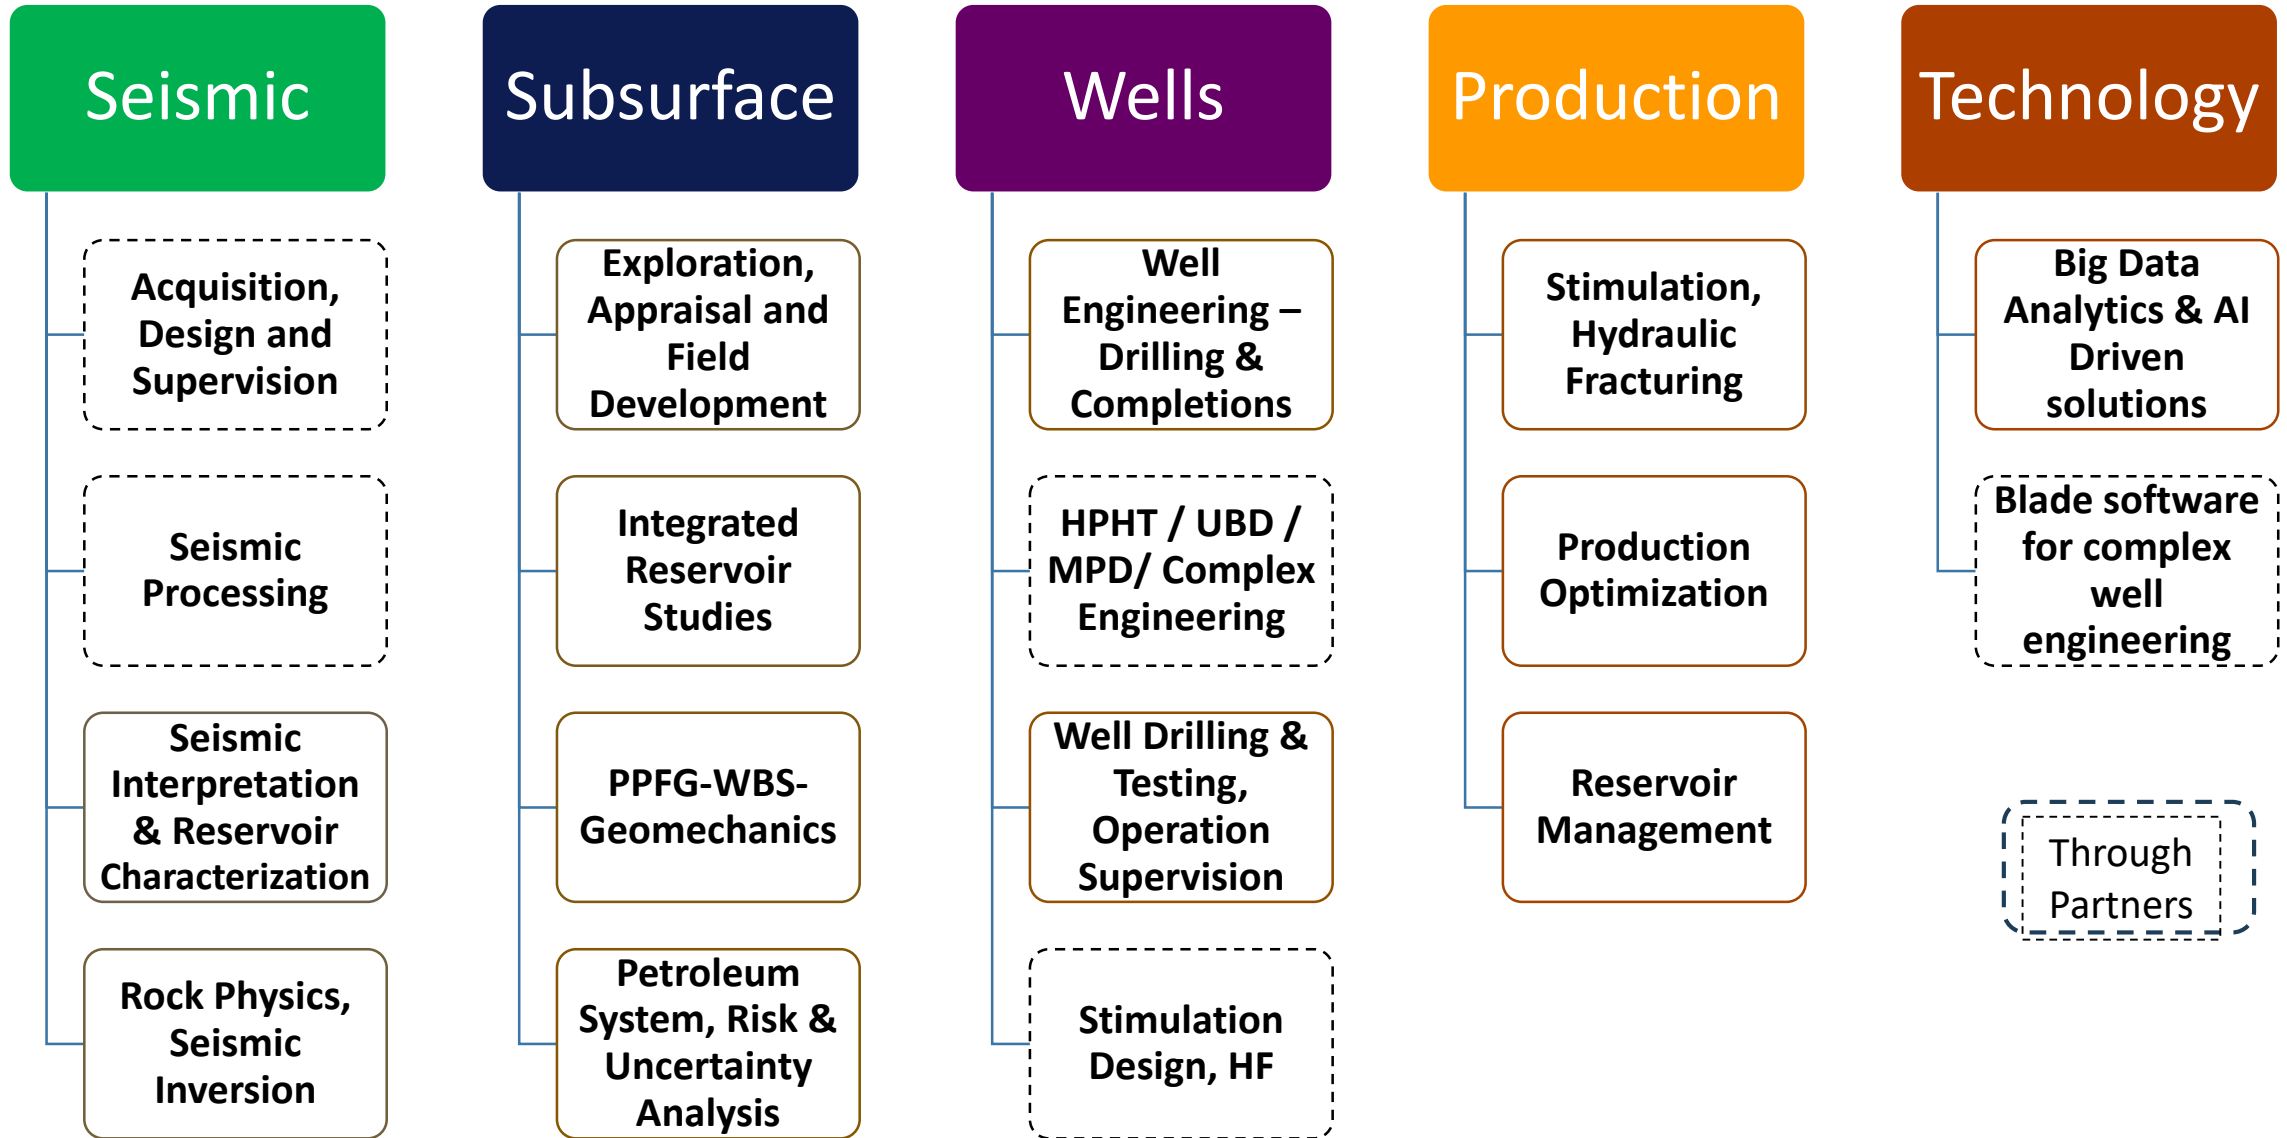 Seismic
Acquisition,
Design and
Supervision
Seismic
Processing
Seismic
Interpretation
& Reservoir
Characterization
Rock Physics,
Seismic
Inversion
Subsurface
Exploration,
Appraisal and
Field
Development
Integrated
Reservoir
Studies
PPFG-WBS-
Geomechanics
Petroleum
System, Risk &
Uncertainty
Analysis
Wells
Well
Engineering –
Drilling &
Completions
HPHT / UBD /
MPD/ Complex
Engineering
Well Drilling &
Testing,
Operation
Supervision
Stimulation
Design, HF
Production
Stimulation,
Hydraulic
Fracturing
Production
Optimization
Reservoir
Management
Technology
Big Data
Analytics & AI
Driven
solutions
Blade software
for complex
well
engineering
Through
Partners